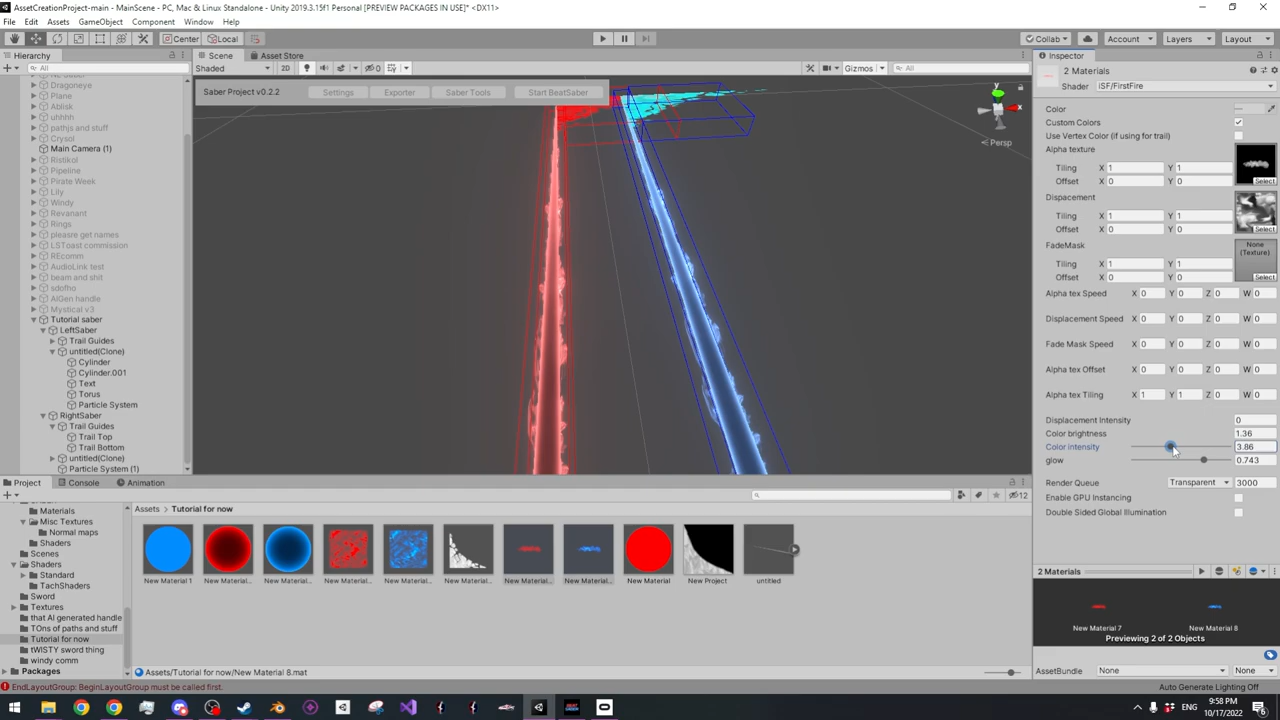 AssetCreationProject-main - MainScene - PC, Mac & Linux Standalone - Unity 2019.3.15f1 Personal [PREVIEW PACKAGES IN USE]* <DX11>
File Edit Assets GameObject Component Window Help
Center Local Collab Account Layers Layout
Hierarchy Scene Asset Store Inspector
All Shaded 2D 0 Gizmos All 2 Materials
Shader iSF/FirstFire
Saber Project v0.2.2 Settings Exporter Saber Tools Start BeatSaber
Dragoneye
Plane
Ablisk
uhhhh
pathjs and stuff
Crysol
Main Camera (1)
Ristikol
Pipeline
Pirate Week
Lily
Windy
Revanant
Rings
pleasre get names
LSToast commission
REcomm
AudioLink test
beam and shit
sdofho
AIGen handle
Mystical v3
Tutorial saber
LeftSaber
Trail Guides
untitled(Clone)
Cylinder
Cylinder.001
Text
Torus
Particle System
RightSaber
Trail Guides
Trail Top
Trail Bottom
untitled(Clone)
Particle System (1)
y
x
Persp
Color
Custom Colors
Use Vertex Color (if using for trail)
Alpha texture
Tiling X 1 Y 1
Offset X 0 Y 0 Select
Dispacement
Tiling X 1 Y 1
Offset X 0 Y 0 Select
FadeMask None (Texture)
Tiling X 1 Y 1
Offset X 0 Y 0 Select
Alpha tex Speed X 0 Y 0 Z 0 W 0
Displacement Speed X 0 Y 0 Z 0 W 0
Fade Mask Speed X 0 Y 0 Z 0 W 0
Alpha tex Offset X 0 Y 0 Z 0 W 0
Alpha tex Tiling X 1 Y 1 Z 0 W 0
Displacement Intensity 0
Color brightness 1.36
Color intensity 3.86
glow 0.743
Render Queue Transparent 3000
Enable GPU Instancing
Double Sided Global Illumination
Project Console Animation
12
Materials
Misc Textures
Normal maps
Shaders
Scenes
Shaders
Standard
TachShaders
Sword
Textures
that AI generated handle
TOns of paths and stuff
Tutorial for now
tWISTY sword thing
windy comm
Packages
Assets > Tutorial for now
New Material 1 New Material... New Material... New Material... New Material... New Material... New Material... New Material... New Material New Project untitled
Assets/Tutorial for now/New Material 8.mat
2 Materials
New Material 7 New Material 8
Previewing 2 of 2 Objects
AssetBundle None None
EndLayoutGroup: BeginLayoutGroup must be called first.
Auto Generate Lighting Off
ENG 9:58 PM
10/17/2022